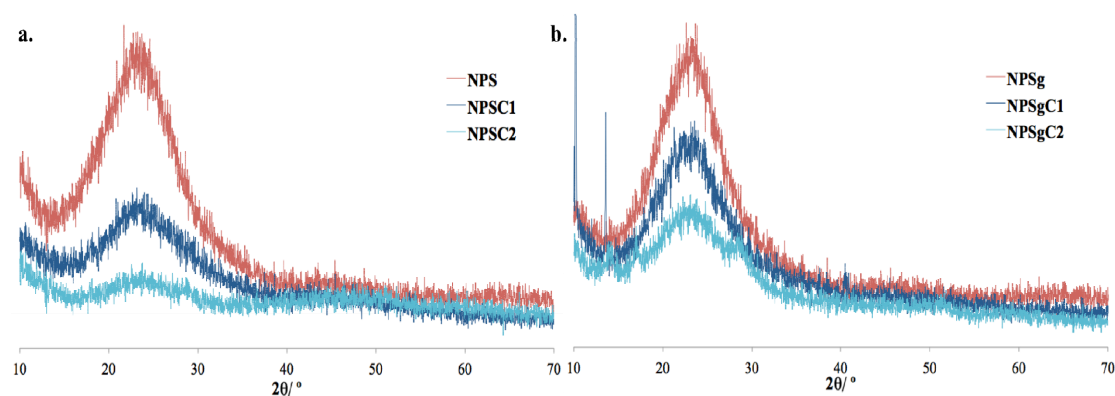 a.
NPS
NPSC1
NPSC2
10 20 30 40 50 60 70
2θ/ º
b.
NPSg
NPSgC1
NPSgC2
10 20 30 40 50 60 70
2θ/ º